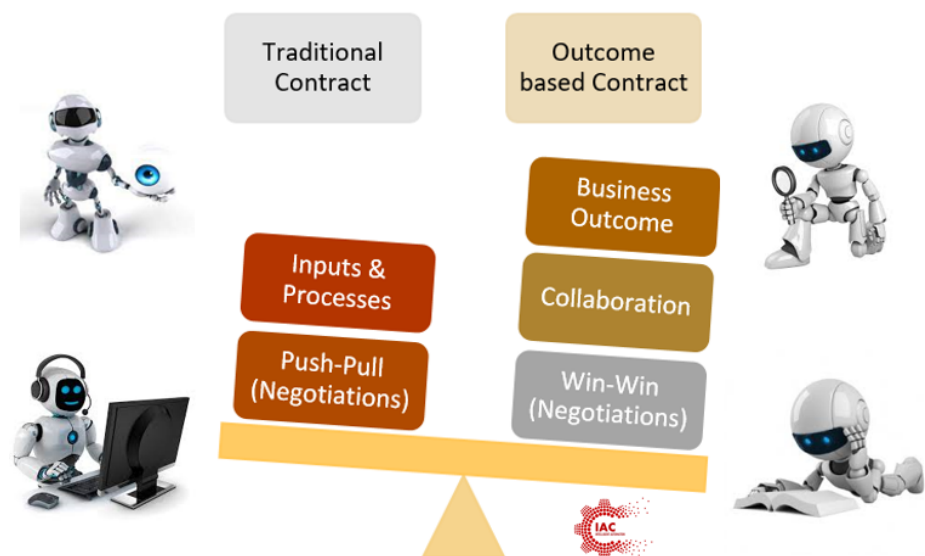 Traditional
Contract
Outcome
based Contract
Business
Outcome
Inputs &
Processes
Collaboration
Push-Pull
(Negotiations)
Win-Win
(Negotiations)
IAC